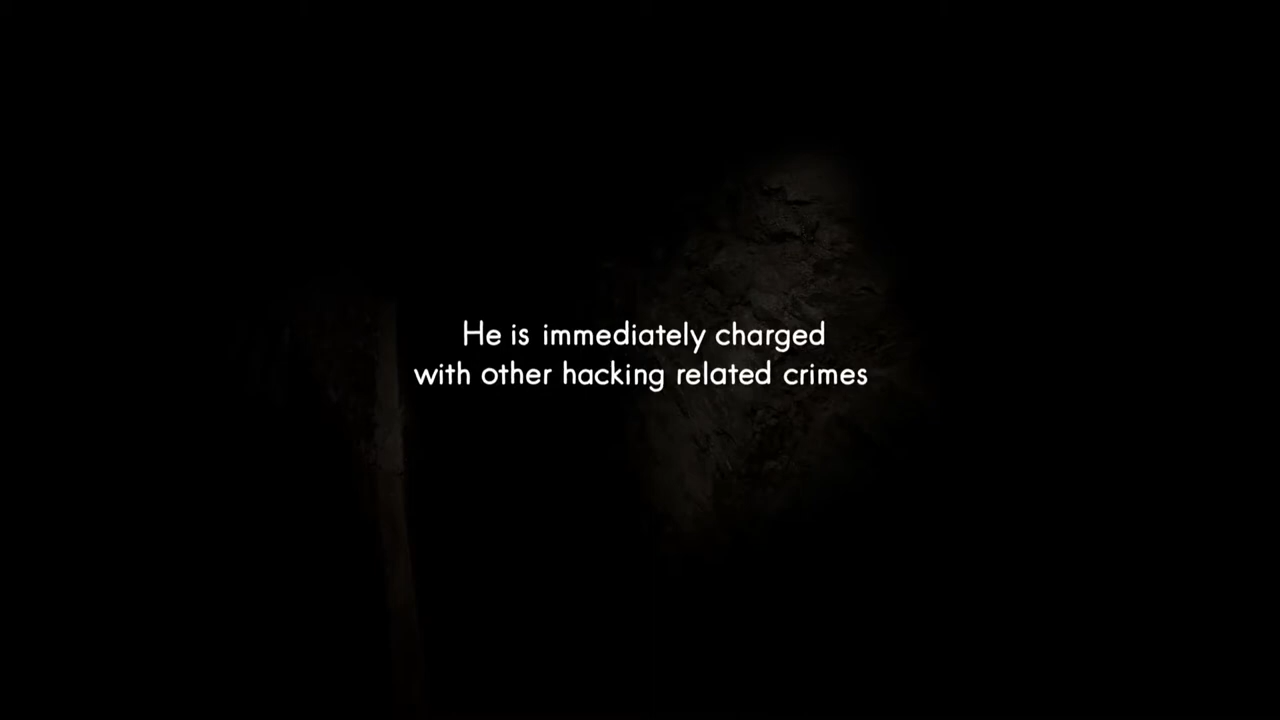 He is immediately charged
with other hacking related crimes